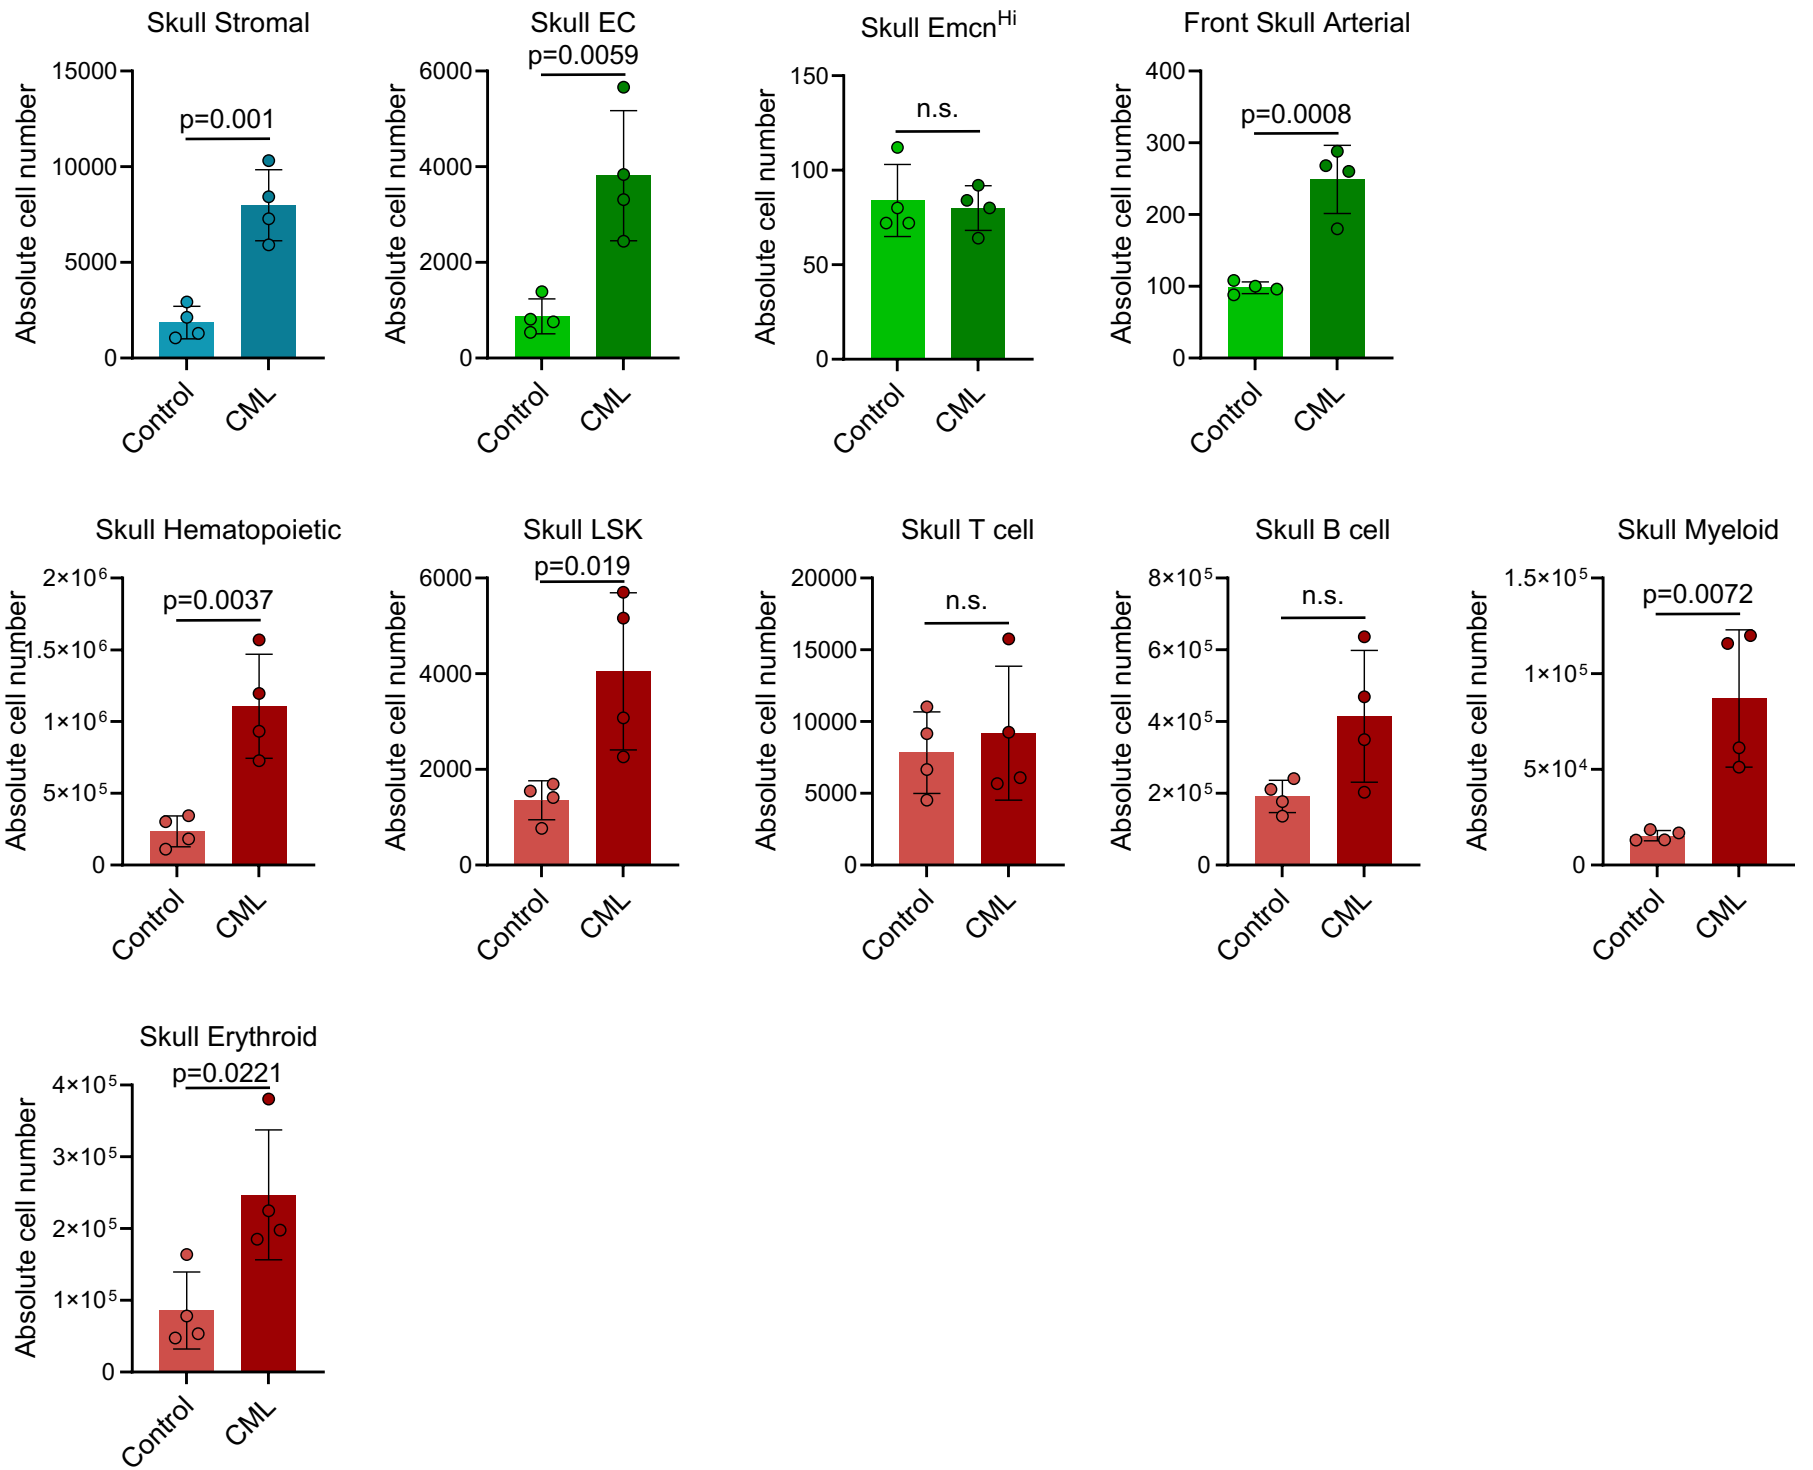 Skull Stromal
p=0.001
Absolute cell number
15000
10000
5000
0
Control
CML
Skull EC
p=0.0059
Absolute cell number
6000
4000
2000
0
Control
CML
Skull Emcn^Hi
n.s.
Absolute cell number
150
100
50
0
Control
CML
Front Skull Arterial
p=0.0008
Absolute cell number
400
300
200
100
0
Control
CML
Skull Hematopoietic
p=0.0037
Absolute cell number
2×10⁶
1.5×10⁶
1×10⁶
5×10⁵
0
Control
CML
Skull LSK
p=0.019
Absolute cell number
6000
4000
2000
0
Control
CML
Skull T cell
n.s.
Absolute cell number
20000
15000
10000
5000
0
Control
CML
Skull B cell
n.s.
Absolute cell number
8×10⁵
6×10⁵
4×10⁵
2×10⁵
0
Control
CML
Skull Myeloid
p=0.0072
Absolute cell number
1.5×10⁵
1×10⁵
5×10⁴
0
Control
CML
Skull Erythroid
p=0.0221
Absolute cell number
4×10⁵
3×10⁵
2×10⁵
1×10⁵
0
Control
CML